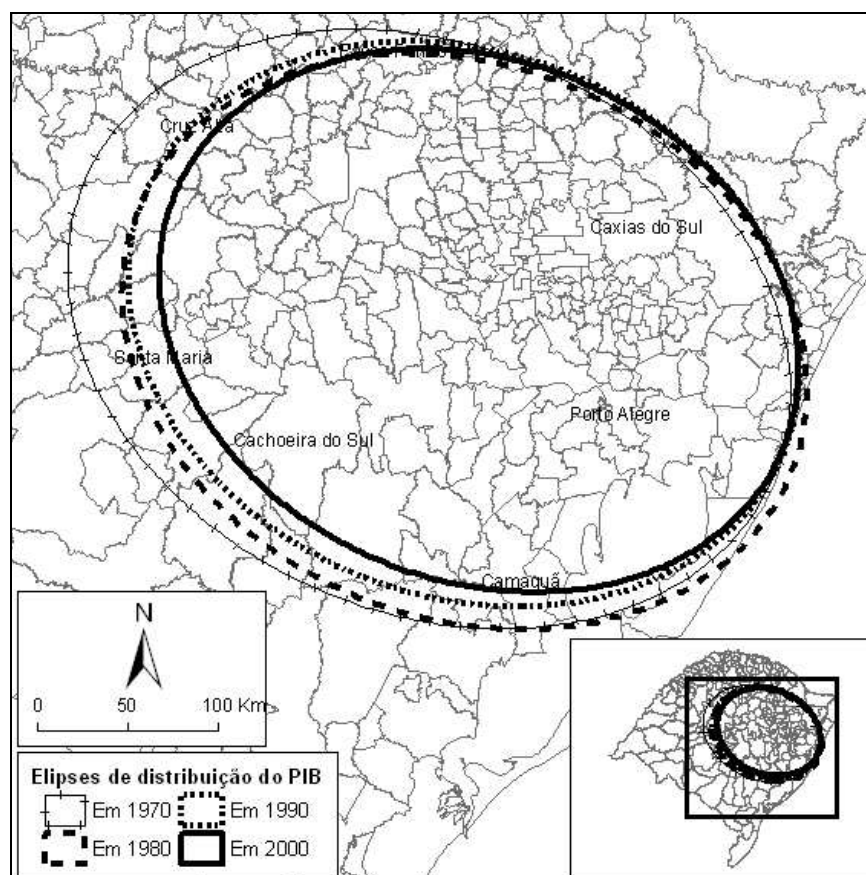 Cruz Alta
Caxias do Sul
Santa Maria
Porto Alegre
Cachoeira do Sul
Camaquã
N
0 50 100 Km
Elipses de distribuição do PIB
Em 1970
Em 1990
Em 1980
Em 2000